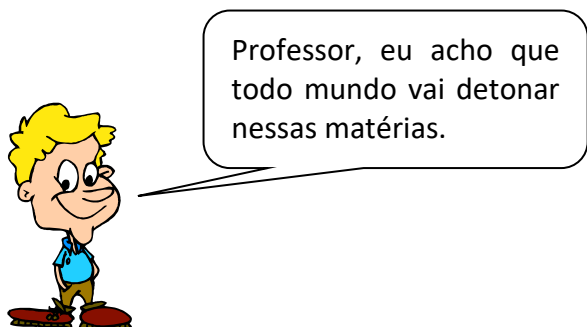 Professor, eu acho que
todo mundo vai detonar
nessas matérias.